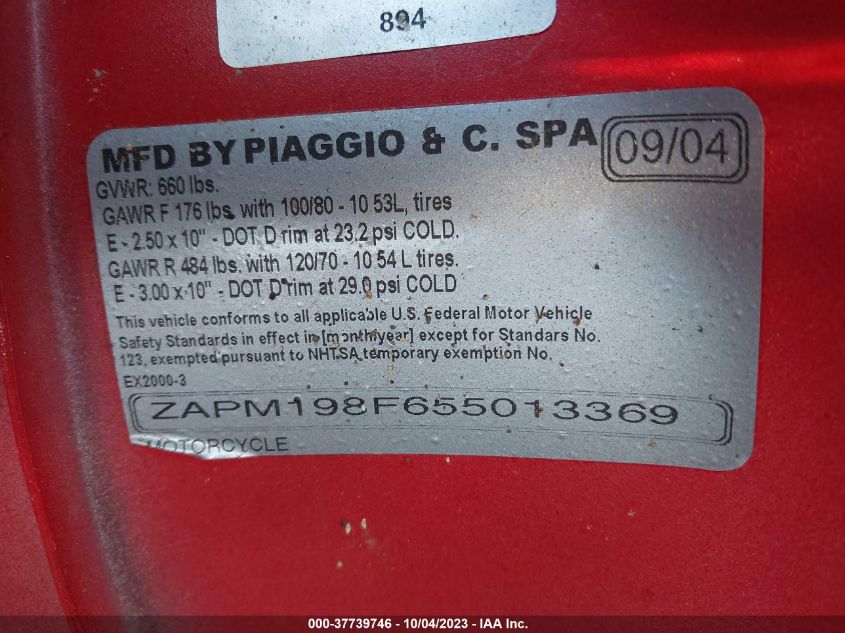 894
MFD BY PIAGGIO & C. SPA 09/04
GVWR: 660 lbs.
GAWR F 176 lbs. with 100/80 - 10 53L, tires
E - 2.50 x 10" - DOT D rim at 23.2 psi COLD.
GAWR R 484 lbs. with 120/70 - 10 54 L tires.
E - 3.00 x 10" - DOT D rim at 29.0 psi COLD
This vehicle conforms to all applicable U.S. Federal Motor Vehicle
Safety Standards in effect in [month/year] except for Standars No.
123, exempted pursuant to NHTSA temporary exemption No.
EX2000-3
ZAPM198F655013369
MOTORCYCLE
000-37739746 - 10/04/2023 - IAA Inc.